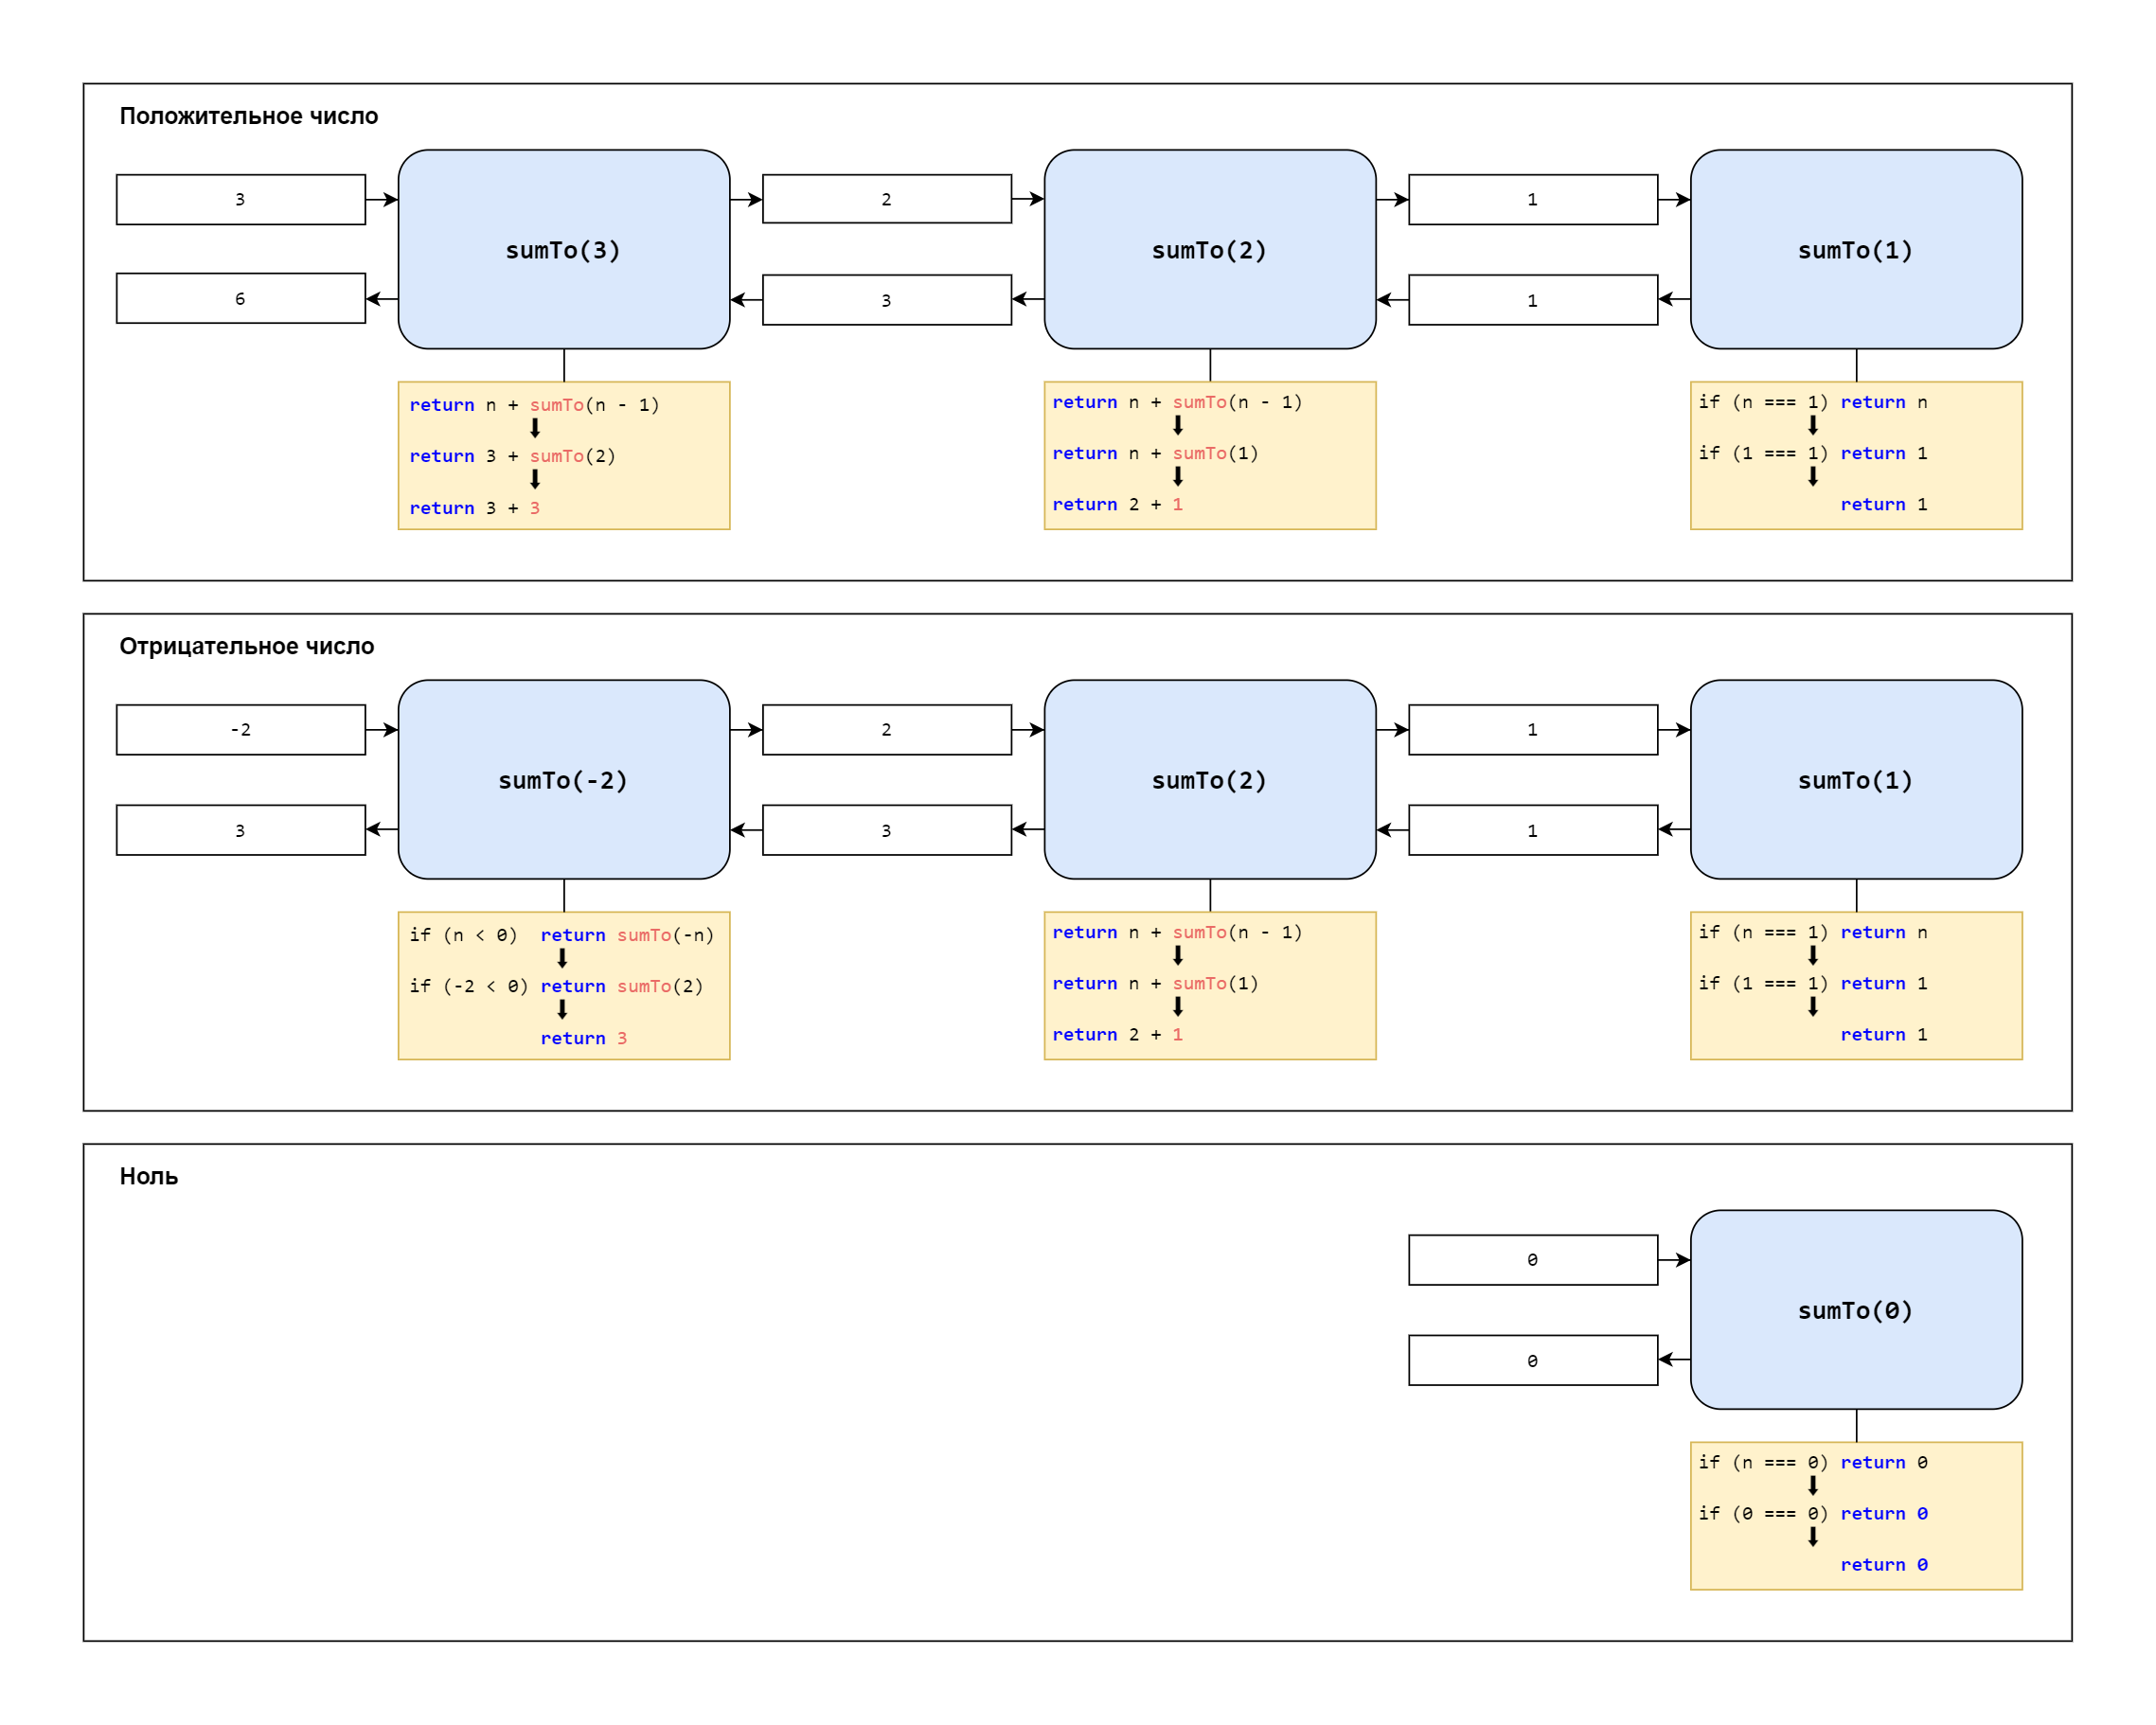 Положительное число
3
2
1
sumTo(3)
sumTo(2)
sumTo(1)
6
3
1
return n + sumTo(n - 1)
return 3 + sumTo(2)
return 3 + 3
return n + sumTo(n - 1)
return n + sumTo(1)
return 2 + 1
if (n === 1) return n
if (1 === 1) return 1
return 1
Отрицательное число
-2
2
1
sumTo(-2)
sumTo(2)
sumTo(1)
3
3
1
if (n < 0)  return sumTo(-n)
if (-2 < 0) return sumTo(2)
return 3
return n + sumTo(n - 1)
return n + sumTo(1)
return 2 + 1
if (n === 1) return n
if (1 === 1) return 1
return 1
Ноль
0
sumTo(0)
0
if (n === 0) return 0
if (0 === 0) return 0
return 0